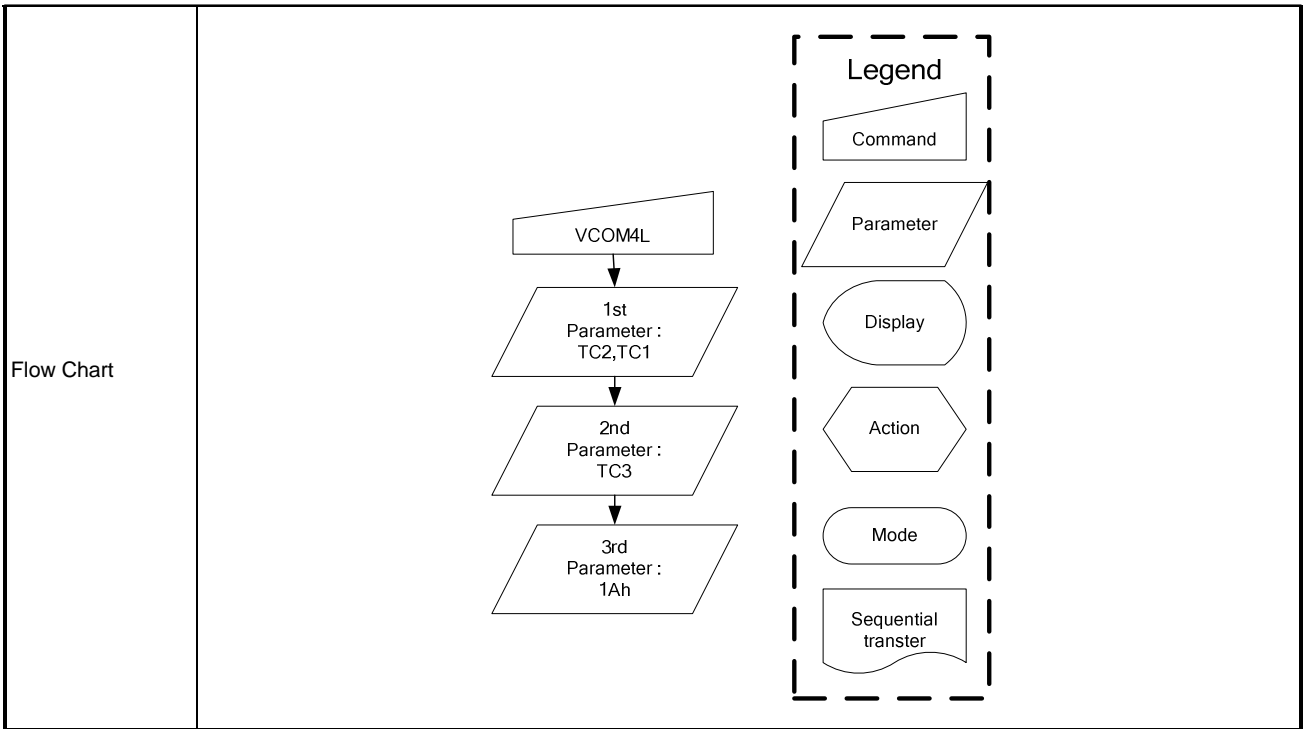 Flow Chart
VCOM4L
1st
Parameter :
TC2,TC1
2nd
Parameter :
TC3
3rd
Parameter :
1Ah
Legend
Command
Parameter
Display
Action
Mode
Sequential
transter